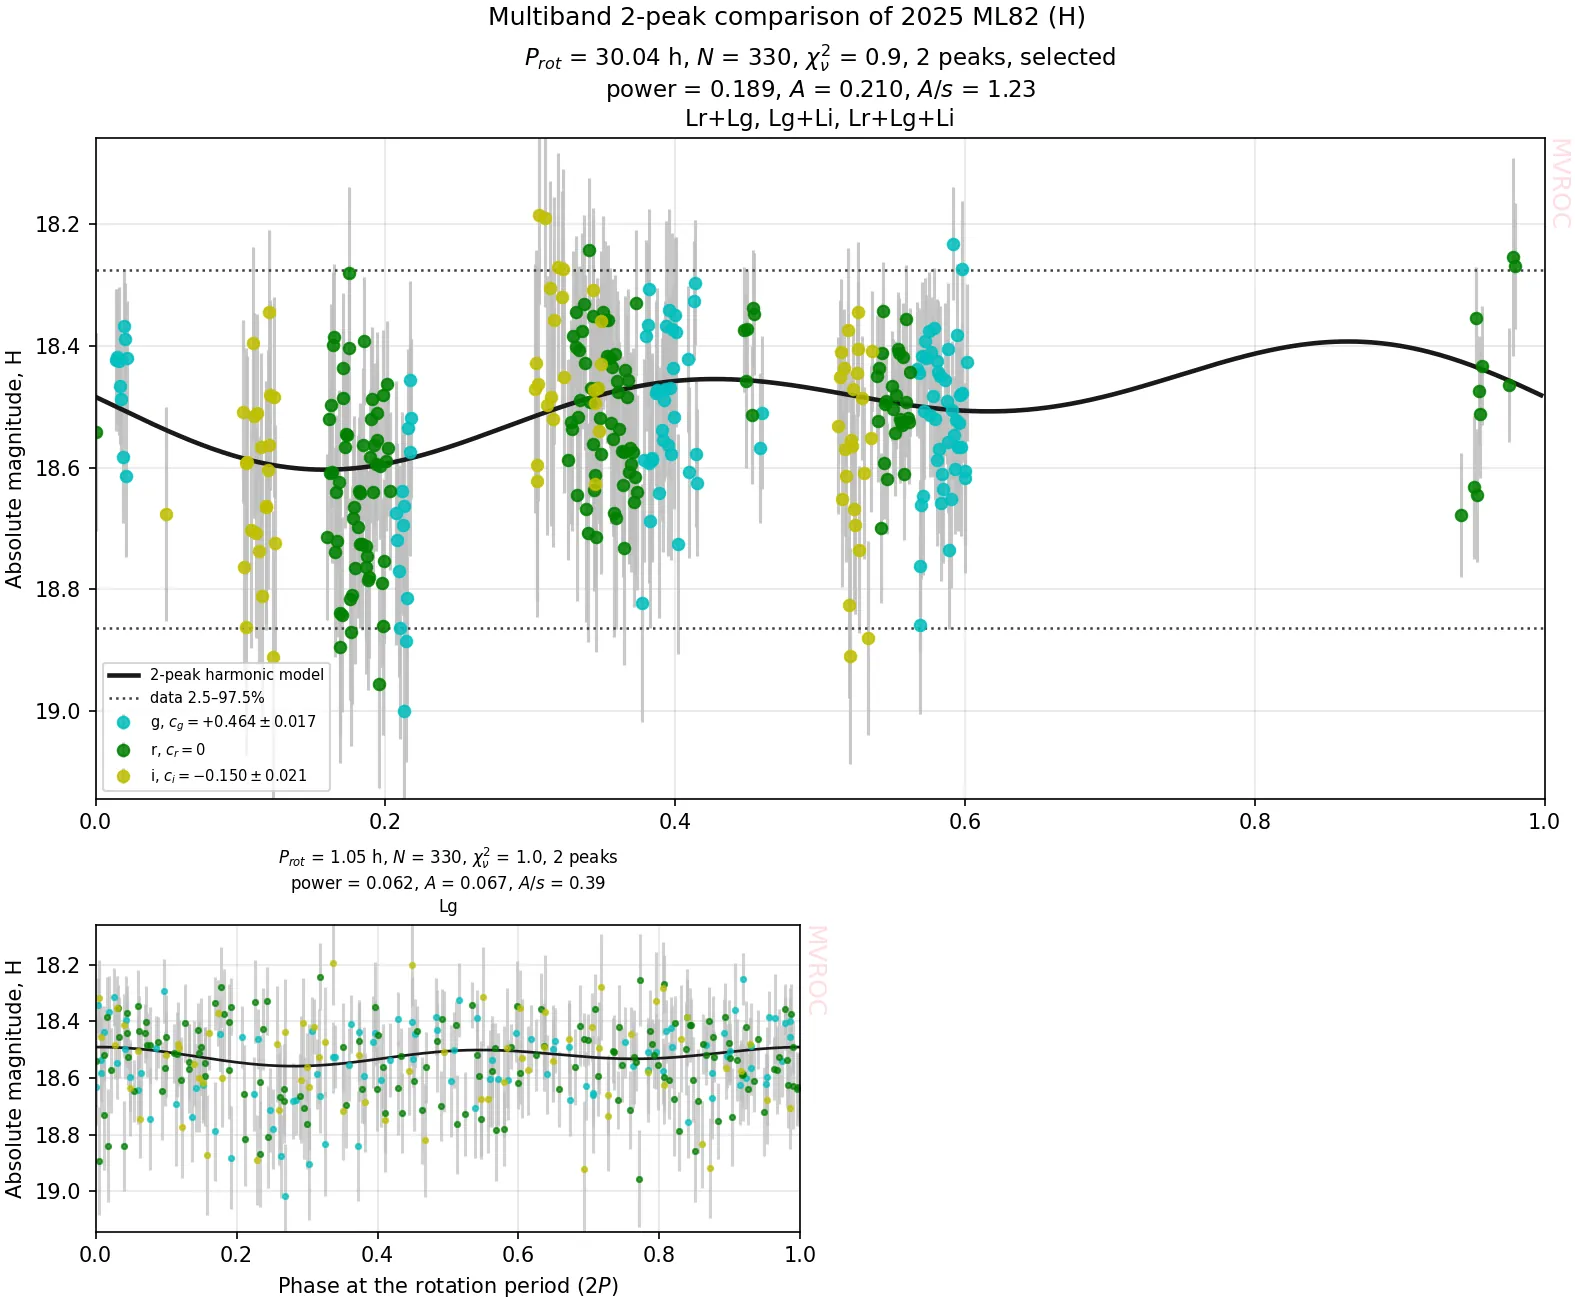 Multiband 2-peak comparison of 2025 ML82 (H)
P_rot = 30.04 h, N = 330, χ²_ν = 0.9, 2 peaks, selected
power = 0.189, A = 0.210, A/s = 1.23
Lr+Lg, Lg+Li, Lr+Lg+Li
MVROC
Absolute magnitude, H
18.2
18.4
18.6
18.8
19.0
2-peak harmonic model
data 2.5–97.5%
g, c_g = +0.464 ± 0.017
r, c_r = 0
i, c_i = −0.150 ± 0.021
0.0 0.2 0.4 0.6 0.8 1.0
P_rot = 1.05 h, N = 330, χ²_ν = 1.0, 2 peaks
power = 0.062, A = 0.067, A/s = 0.39
Lg
MVROC
Absolute magnitude, H
18.2
18.4
18.6
18.8
19.0
0.0 0.2 0.4 0.6 0.8 1.0
Phase at the rotation period (2P)